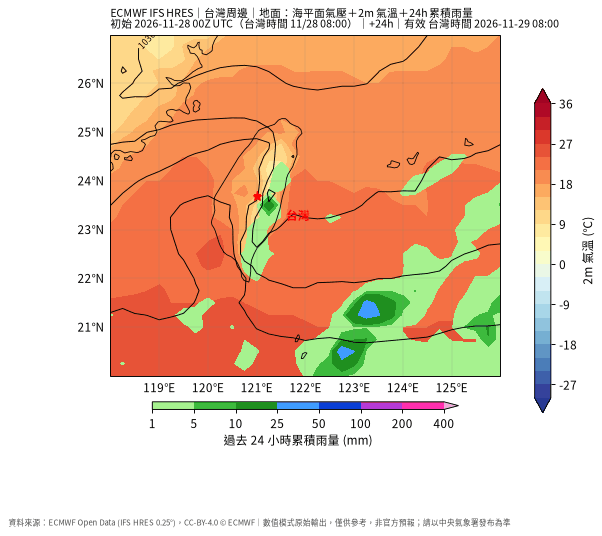 ECMWF IFS HRES｜台灣周邊｜地面：海平面氣壓＋2m 氣溫＋24h 累積雨量
初始 2026-11-28 00Z UTC（台灣時間 11/28 08:00）｜+24h｜有效 台灣時間 2026-11-29 08:00
26°N
25°N
24°N
23°N
22°N
21°N
台灣
119°E 120°E 121°E 122°E 123°E 124°E 125°E
36
27
18
9
0
-9
-18
-27
2m 氣溫 (°C)
1 5 10 25 50 100 200 400
過去 24 小時累積雨量 (mm)
資料來源：ECMWF Open Data (IFS HRES 0.25°)，CC-BY-4.0 © ECMWF｜數值模式原始輸出，僅供參考，非官方預報；請以中央氣象署發布為準